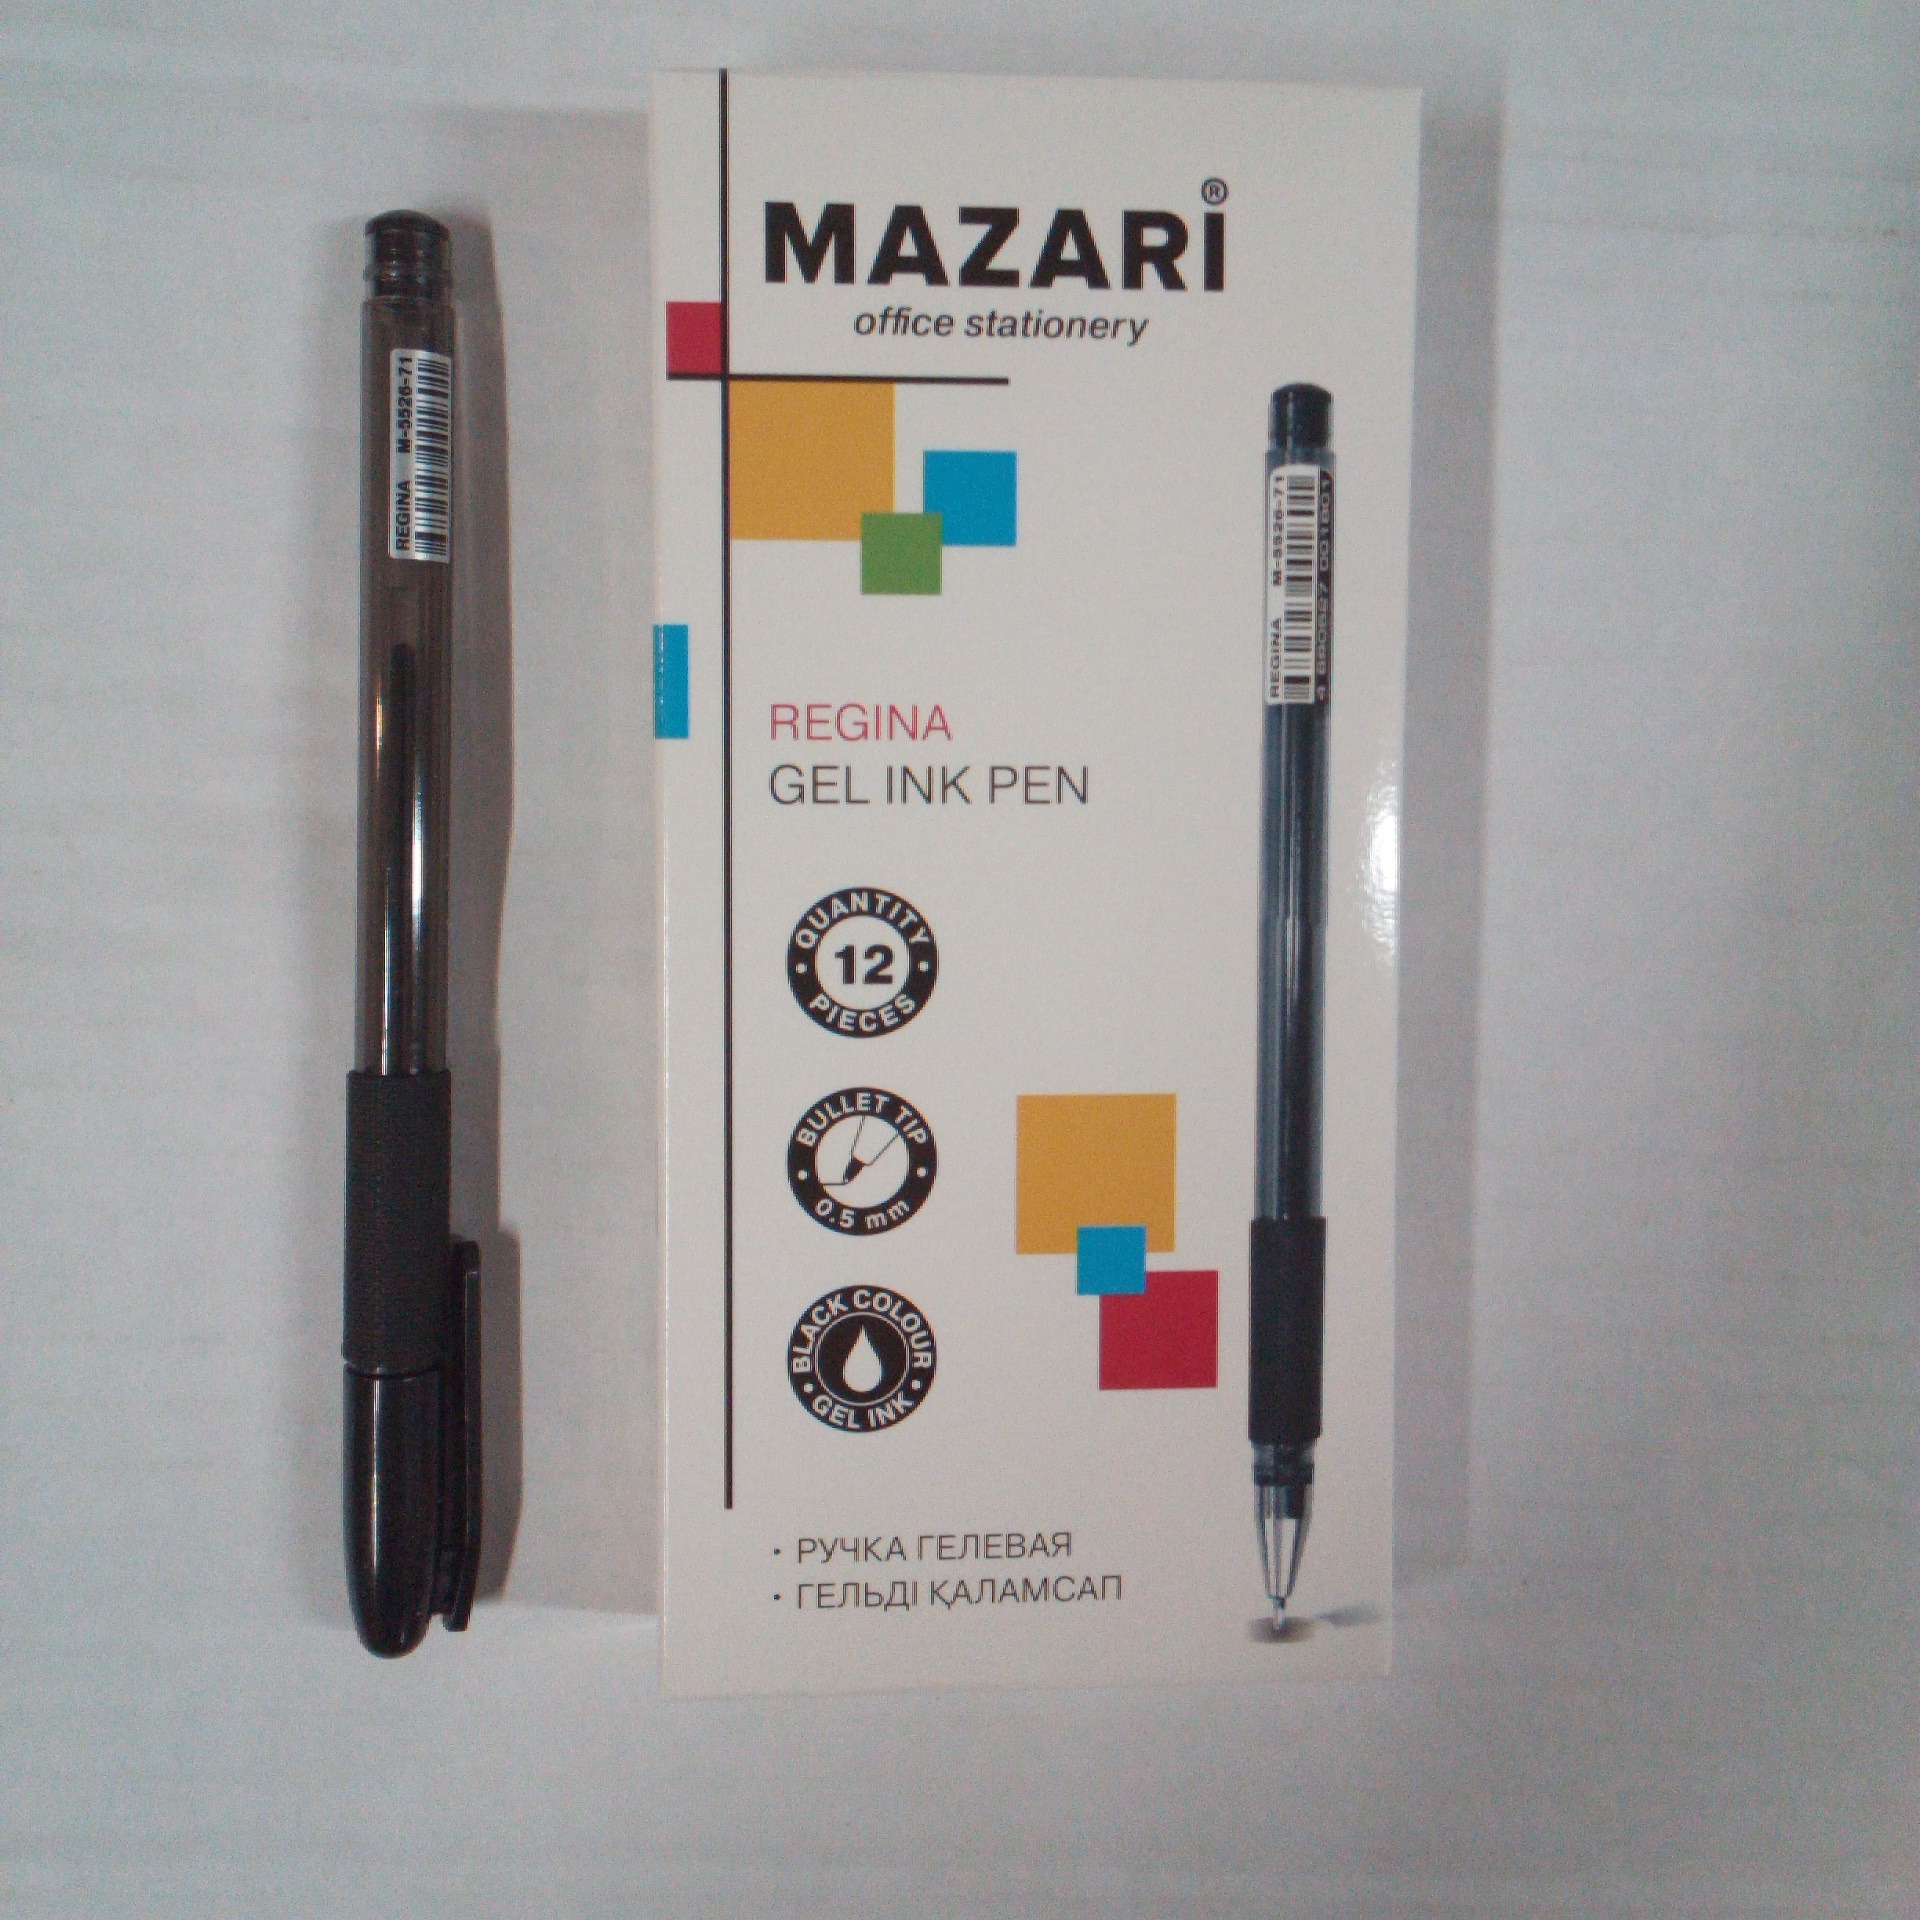 REGINA M-5526-71
MAZARi®
office stationery
REGINA M-5526-71
REGINA
GEL INK PEN
QUANTITY
12
PIECES
BULLET TIP
0.5 mm
BLACK COLOUR
GEL INK
• РУЧКА ГЕЛЕВАЯ
• ГЕЛЬДІ ҚАЛАМСАП